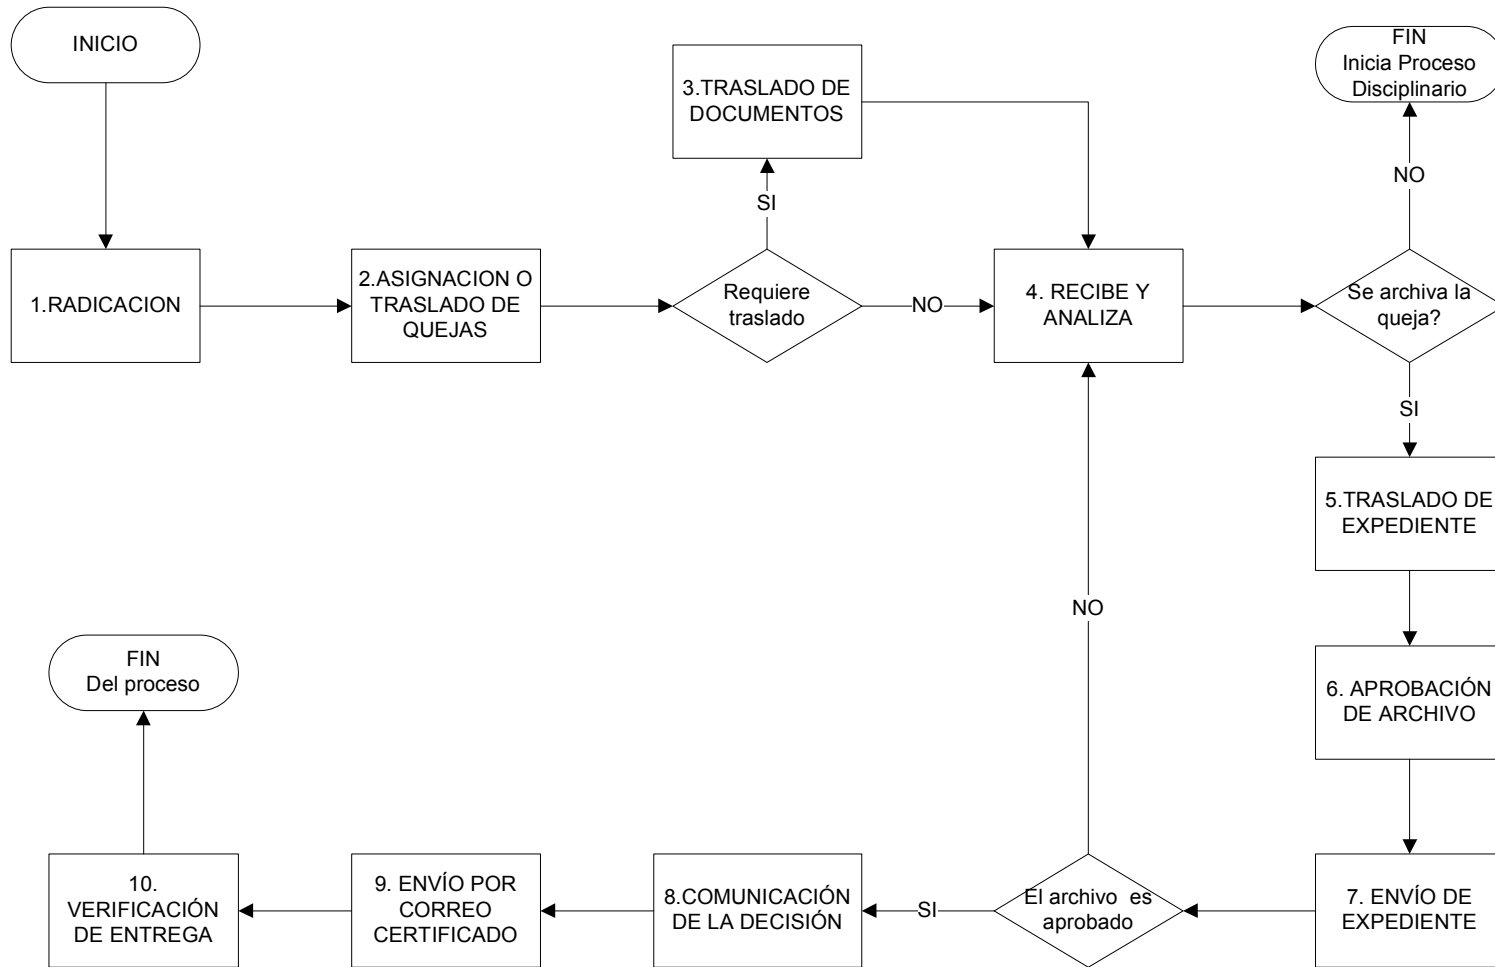 INICIO
3.TRASLADO DE
DOCUMENTOS
FIN
Inicia Proceso
Disciplinario
SI
NO
1.RADICACION
2.ASIGNACION O
TRASLADO DE
QUEJAS
Requiere
traslado
NO
4. RECIBE Y
ANALIZA
Se archiva la
queja?
SI
5.TRASLADO DE
EXPEDIENTE
NO
6. APROBACIÓN
DE ARCHIVO
FIN
Del proceso
10.
VERIFICACIÓN
DE ENTREGA
9. ENVÍO POR
CORREO
CERTIFICADO
8.COMUNICACIÓN
DE LA DECISIÓN
SI
El archivo  es
aprobado
7. ENVÍO DE
EXPEDIENTE